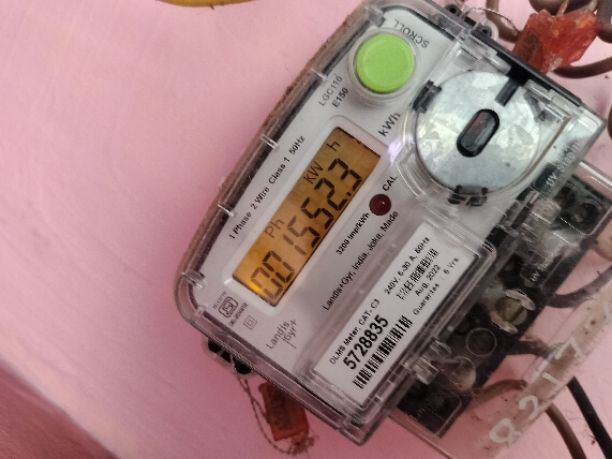 SCROLL
LGC110
E150
kWh
1 Phase 2 Wire Class 1 50Hz
Ph KW h
001552.3
CAL
3200 imp/kWh
Landis+Gyr, India, Joka, Made
Landis
Gyr+
240V, 5-30 A, 50Hz
Aug, 2022
Guarantee : 5 Yrs.
DLMS Meter, CAT. C3
5728835
8217